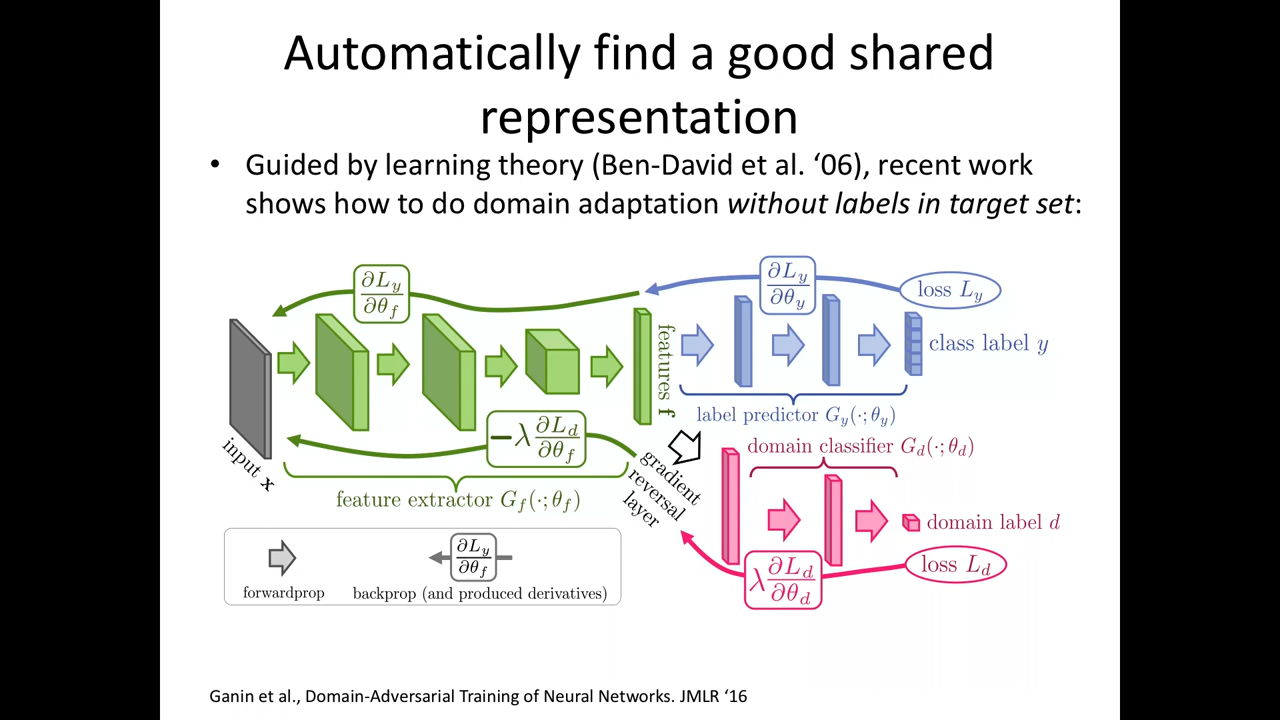 Automatically find a good shared
representation
• Guided by learning theory (Ben-David et al. ‘06), recent work
shows how to do domain adaptation without labels in target set:
∂L_y/∂θ_f
∂L_y/∂θ_y
loss L_y
features f
class label y
label predictor G_y(·;θ_y)
−λ ∂L_d/∂θ_f
input x
feature extractor G_f(·;θ_f)
gradient
reversal
layer
domain classifier G_d(·;θ_d)
domain label d
loss L_d
λ ∂L_d/∂θ_d
∂L_y/∂θ_f
forwardprop
backprop (and produced derivatives)
Ganin et al., Domain-Adversarial Training of Neural Networks. JMLR ‘16